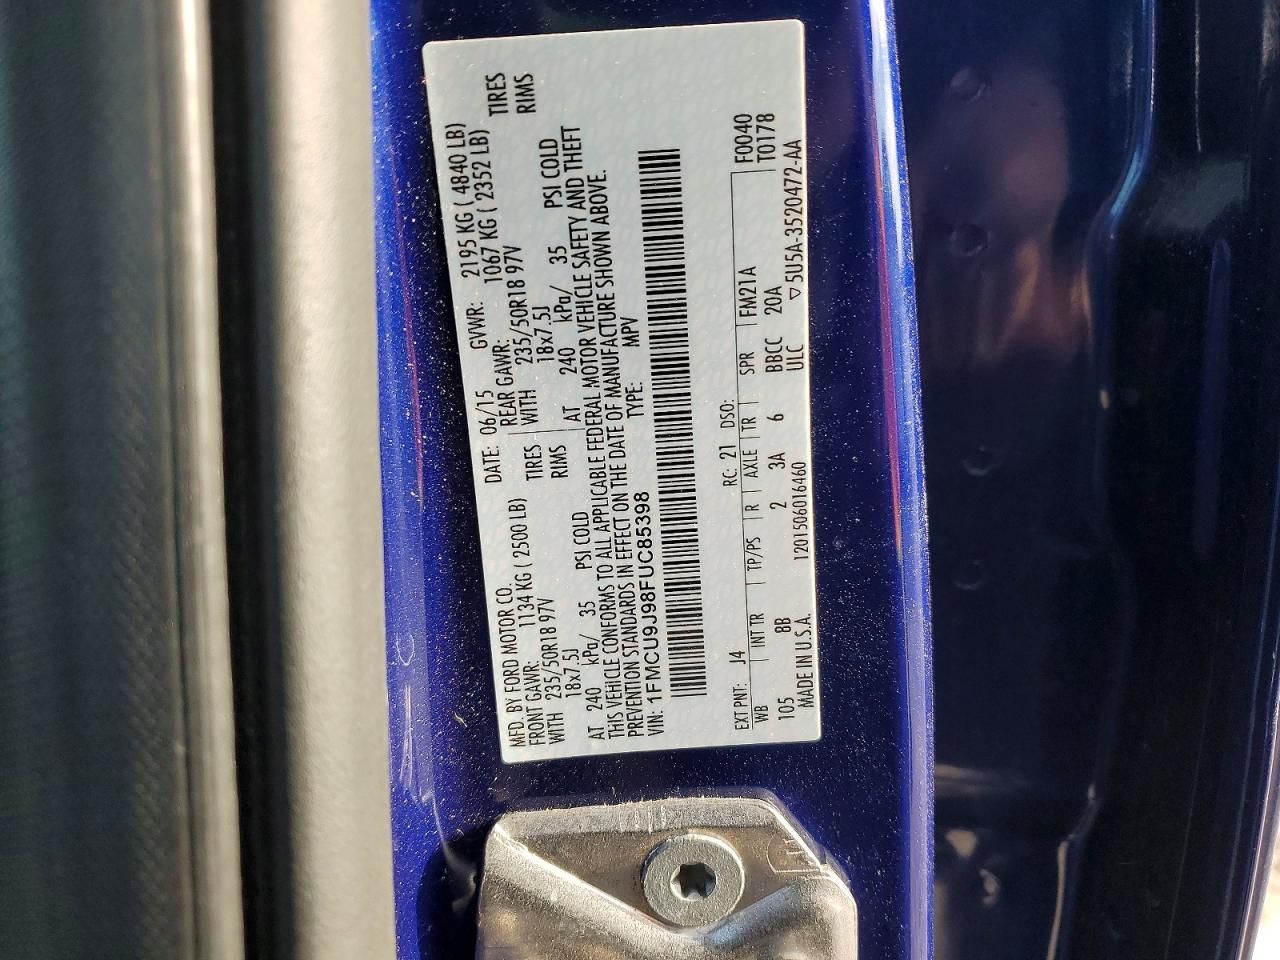 MFD. BY FORD MOTOR CO. DATE: 06/15 GVWR: 2195 KG ( 4840 LB)
FRONT GAWR: 1134 KG ( 2500 LB) REAR GAWR: 1067 KG ( 2352 LB)
WITH 235/50R18 97V TIRES WITH 235/50R18 97V TIRES
18x7.5J RIMS 18x7.5J RIMS
AT 240 kPa/ 35 PSI COLD AT 240 kPa/ 35 PSI COLD
THIS VEHICLE CONFORMS TO ALL APPLICABLE FEDERAL MOTOR VEHICLE SAFETY AND THEFT
PREVENTION STANDARDS IN EFFECT ON THE DATE OF MANUFACTURE SHOWN ABOVE.
VIN: 1FMCU9J98FUC85398 TYPE: MPV
EXT PNT: J4 RC: 21 DSO: F0040
WB INT TR TP/PS R AXLE TR SPR FM21A T0178
105 8B 2 3A 6 BBCC 20A
MADE IN U.S.A. 1201506016460 ULC ▽5U5A-3520472-AA